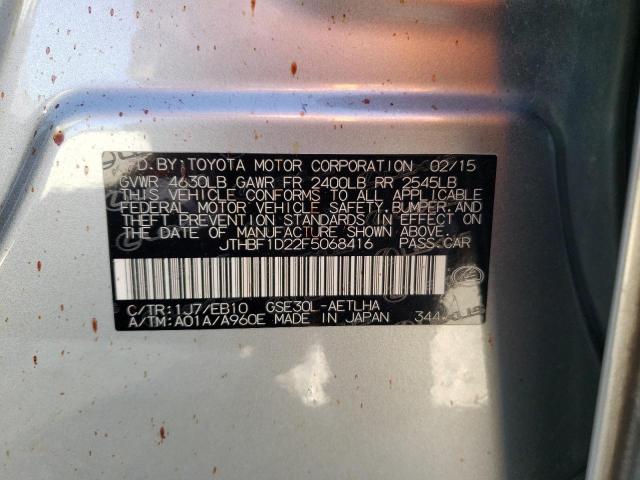 FD. BY: TOYOTA MOTOR CORPORATION 02/15
GVWR 4630LB GAWR FR 2400LB RR 2545LB
THIS VEHICLE CONFORMS TO ALL APPLICABLE
FEDERAL MOTOR VEHICLE SAFETY, BUMPER, AND
THEFT PREVENTION STANDARDS IN EFFECT ON
THE DATE OF MANUFACTURE SHOWN ABOVE.
JTHBF1D22F5068416 PASS.CAR
C/TR:1J7/EB10 GSE30L-AETLHA
A/TM:A01A/A960E MADE IN JAPAN 344